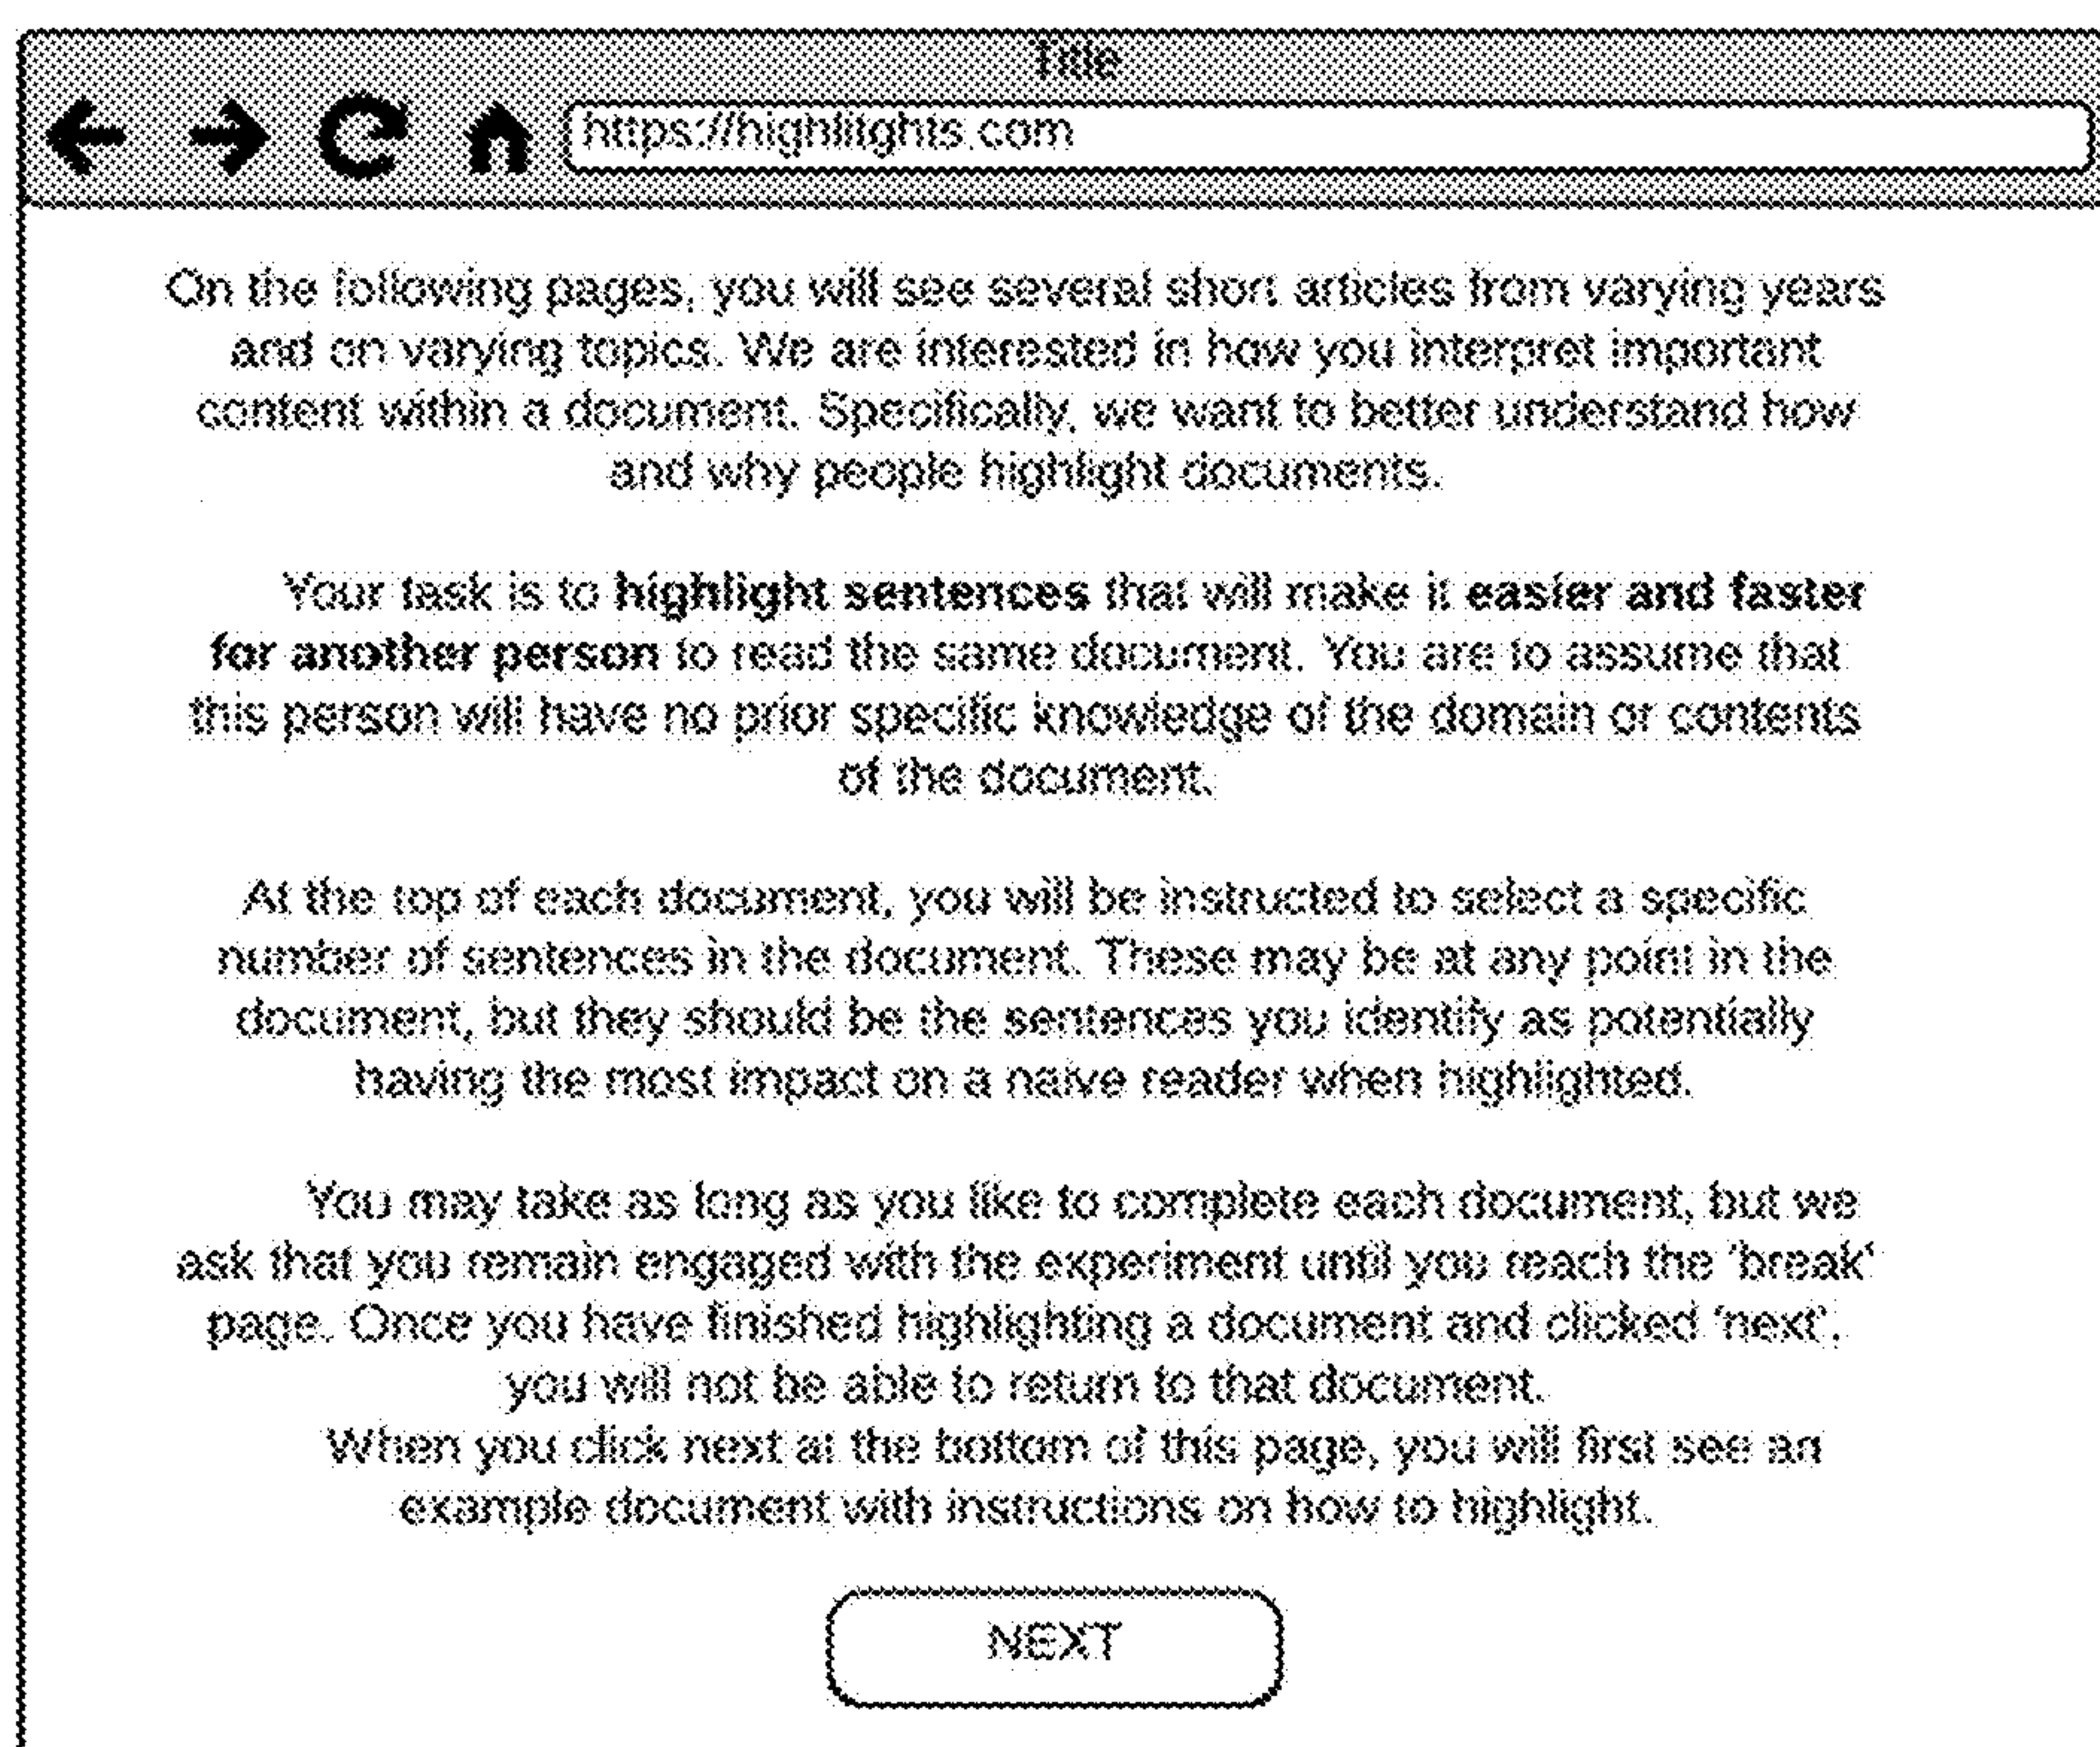 Title
https://highlitghts.com
On the following pages, you will see several short articles from varying years
and on varying topics. We are interested in how you interpret important
content within a document. Specifically, we want to better understand how
and why people highlight documents.
Your task is to highlight sentences that will make it easier and faster
for another person to read the same document. You are to assume that
this person will have no prior specific knowledge of the domain or contents
of the document.
At the top of each document, you will be instructed to select a specific
number of sentences in the document. These may be at any point in the
document, but they should be the sentences you identify as potentially
having the most impact on a naive reader when highlighted.
You may take as long as you like to complete each document, but we
ask that you remain engaged with the experiment until you reach the 'break'
page. Once you have finished highlighting a document and clicked 'next',
you will not be able to return to that document.
When you click next at the bottom of this page, you will first see an
example document with instructions on how to highlight.
NEXT